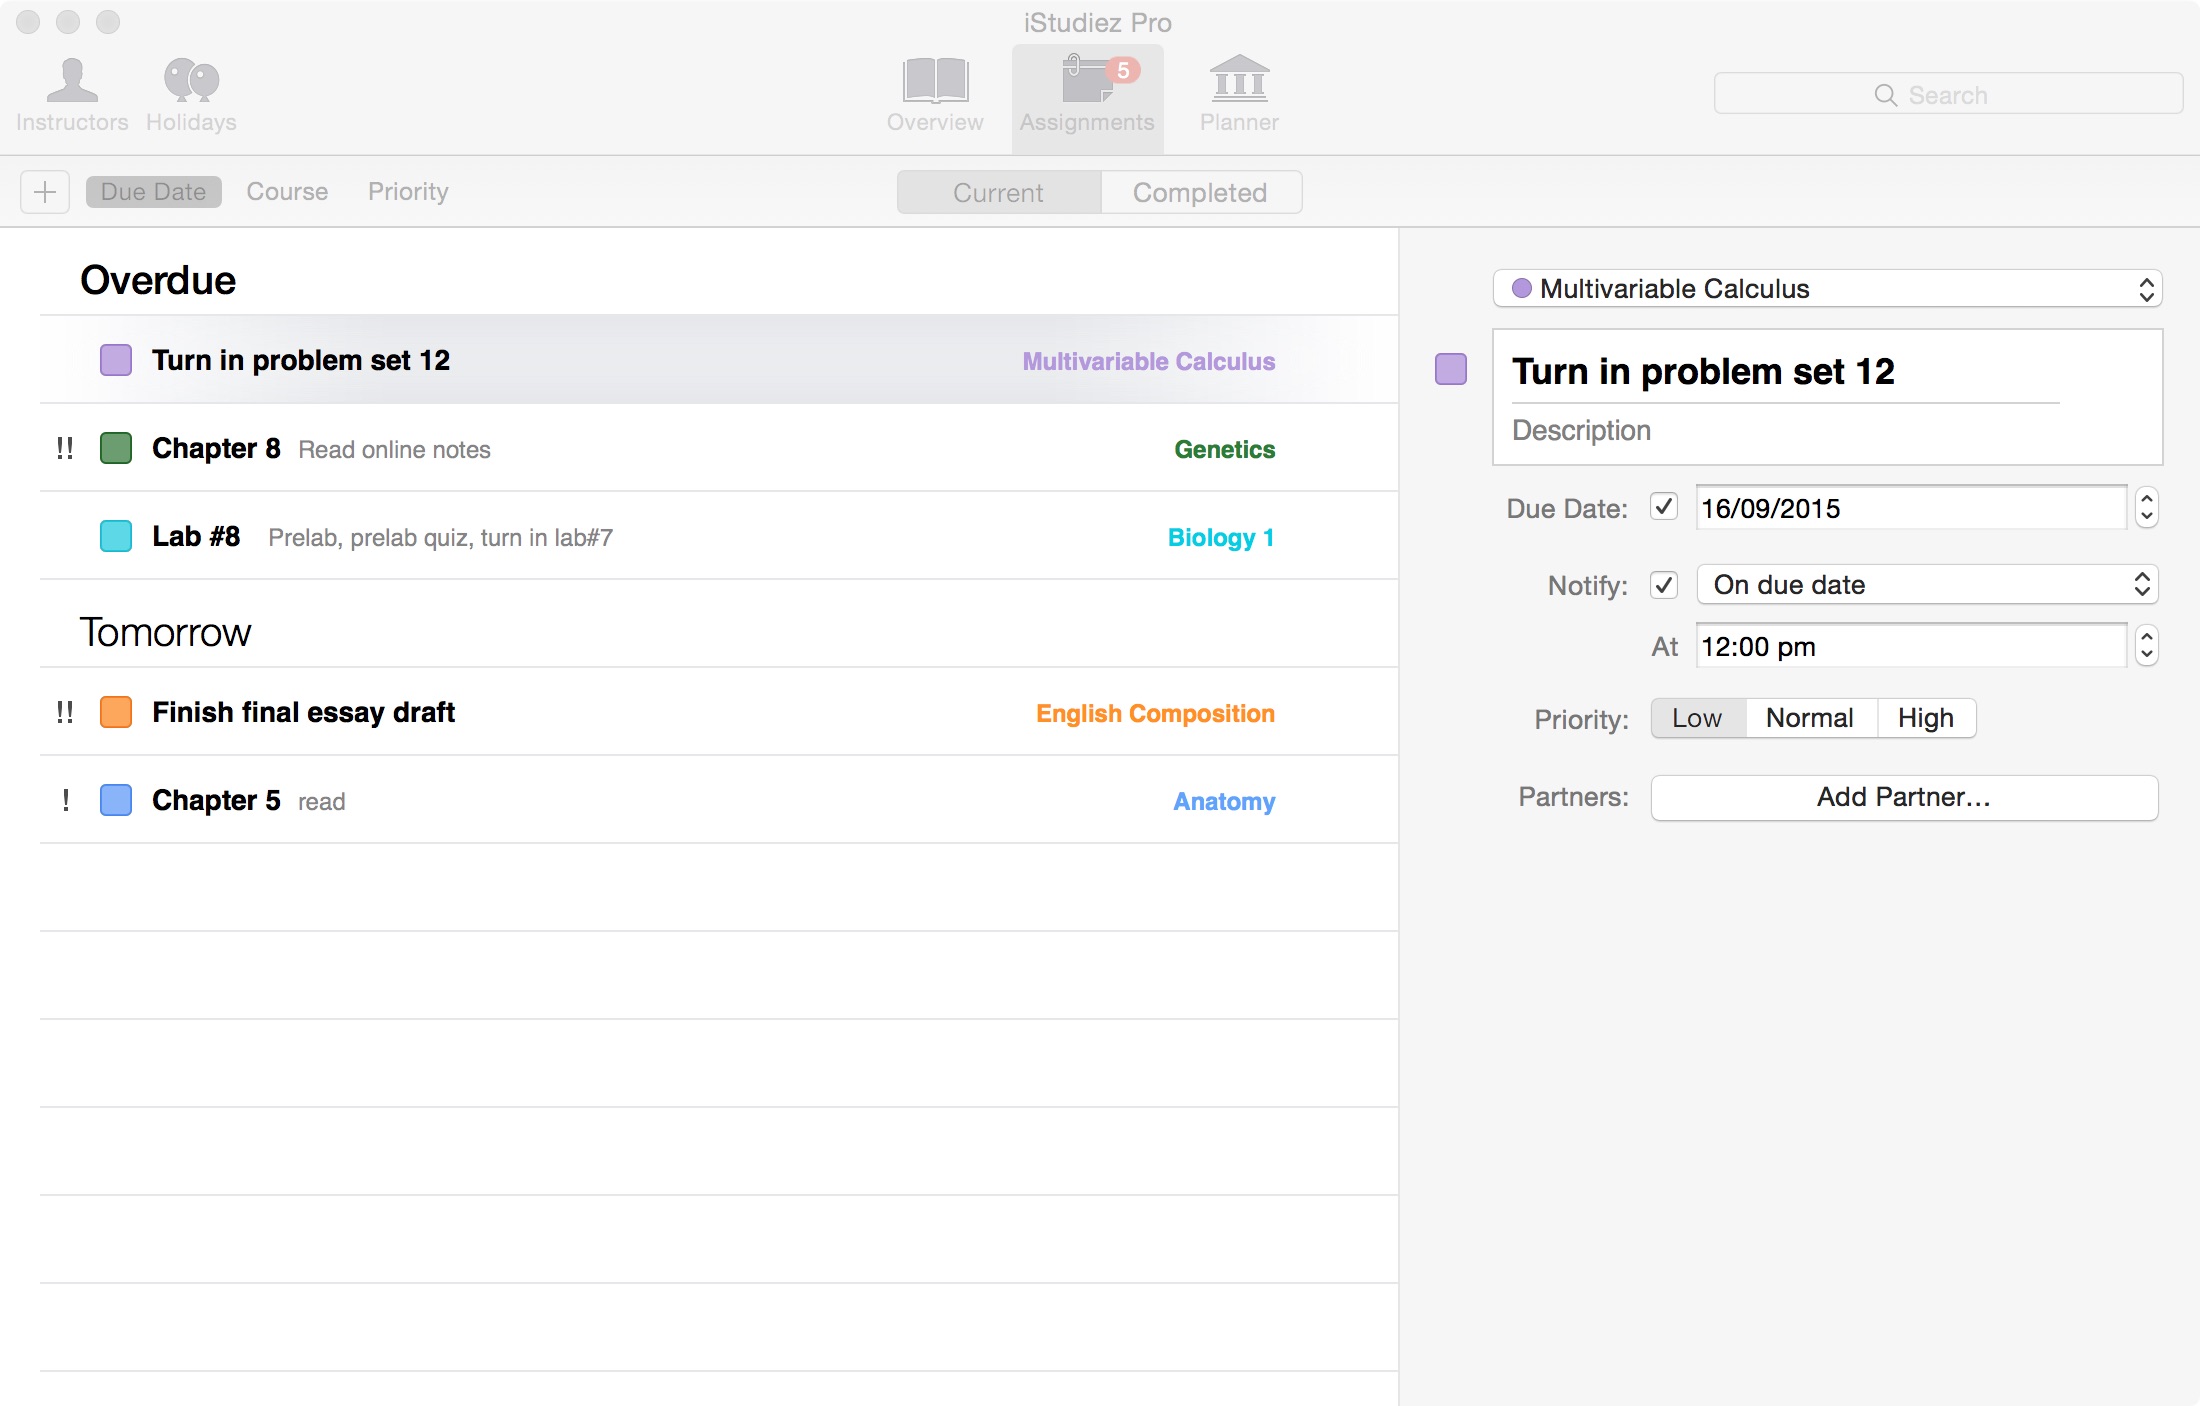 iStudiez Pro
Instructors
Holidays
Overview
5
Assignments
Planner
Search
Due Date
Course
Priority
Current
Completed
Overdue
Turn in problem set 12 Multivariable Calculus
!! Chapter 8 Read online notes Genetics
Lab #8 Prelab, prelab quiz, turn in lab#7 Biology 1
Tomorrow
!! Finish final essay draft English Composition
! Chapter 5 read Anatomy
Multivariable Calculus
Turn in problem set 12
Description
Due Date: 16/09/2015
Notify: On due date
At 12:00 pm
Priority: Low Normal High
Partners: Add Partner…